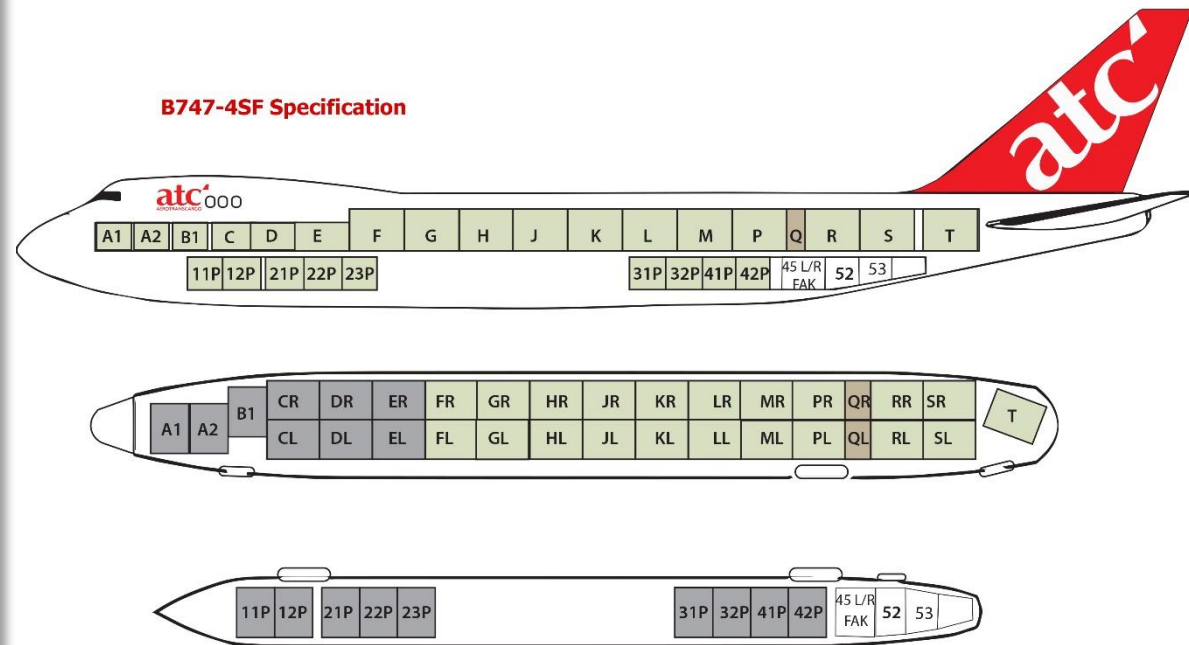 B747-4SF Specification
atc
atc 000
AEROTRANSCARGO
A1 A2 B1 C D E F G H J K L M P Q R S T
11P 12P 21P 22P 23P 31P 32P 41P 42P 45 L/R FAK 52 53
A1 A2 B1 CR DR ER FR GR HR JR KR LR MR PR QR RR SR T
CL DL EL FL GL HL JL KL LL ML PL QL RL SL
11P 12P 21P 22P 23P 31P 32P 41P 42P 45 L/R FAK 52 53